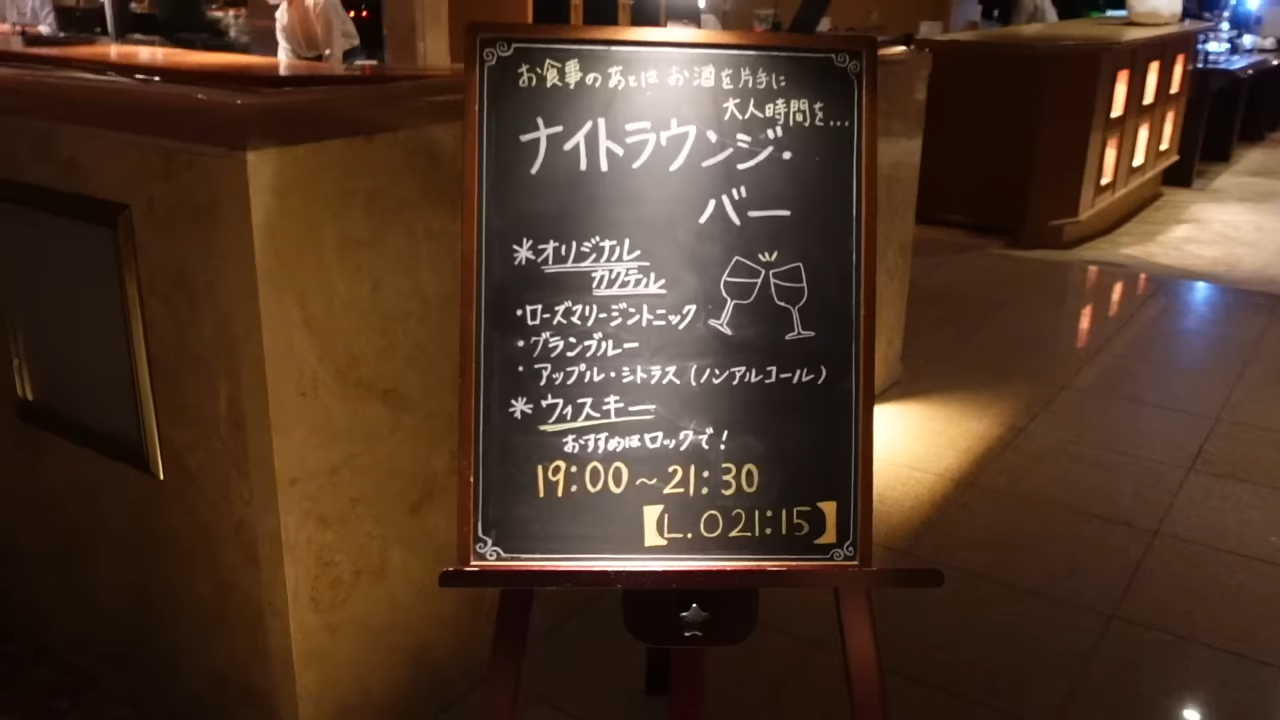 お食事のあとは お酒を片手に
大人時間を...
ナイトラウンジ・
バー
＊オリジナル
カクテル
・ローズマリージントニック
・グランブルー
・アップル・シトラス（ノンアルコール）
＊ウィスキー
おすすめはロックで！
19:00～21:30
【L.O21:15】